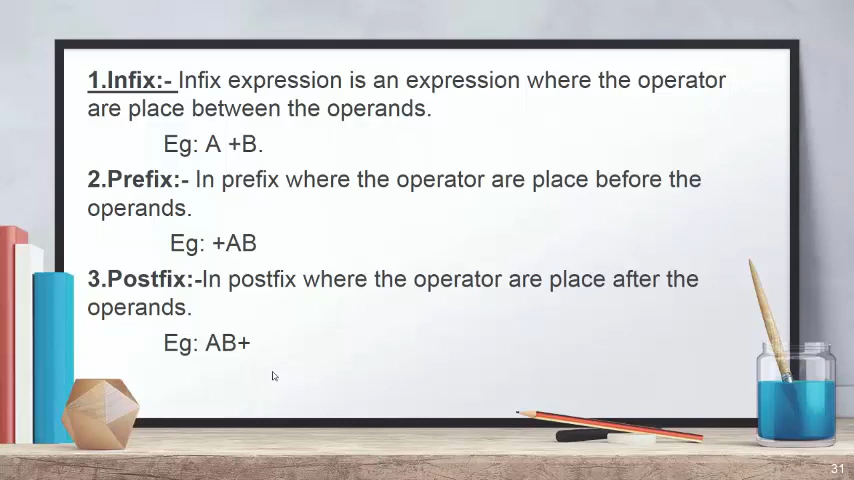 1.Infix:- Infix expression is an expression where the operator
are place between the operands.
Eg: A +B.
2.Prefix:- In prefix where the operator are place before the
operands.
Eg: +AB
3.Postfix:-In postfix where the operator are place after the
operands.
Eg: AB+
31